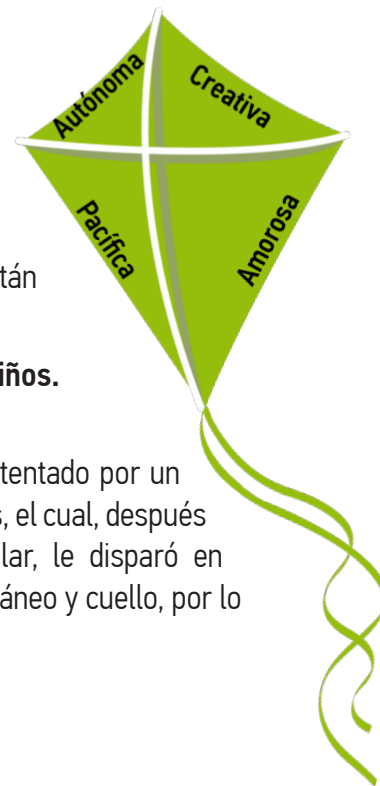 Autónoma
Creativa
Pacífica
Amorosa
tán
iños.
tentado por un
s, el cual, después
lar, le disparó en
áneo y cuello, por lo